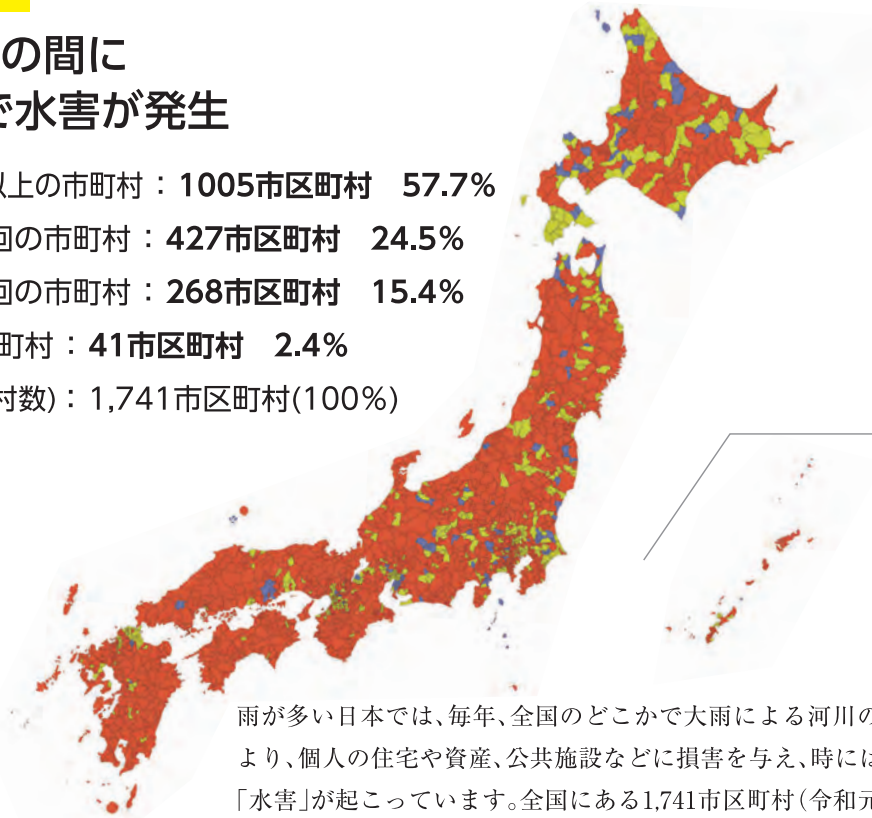 の間に
で水害が発生
以上の市町村：1005市区町村　57.7%
回の市町村：427市区町村　24.5%
回の市町村：268市区町村　15.4%
町村：41市区町村　2.4%
村数)：1,741市区町村(100%)
雨が多い日本では、毎年、全国のどこかで大雨による河川の
より、個人の住宅や資産、公共施設などに損害を与え、時には
「水害」が起こっています。全国にある1,741市区町村（令和元